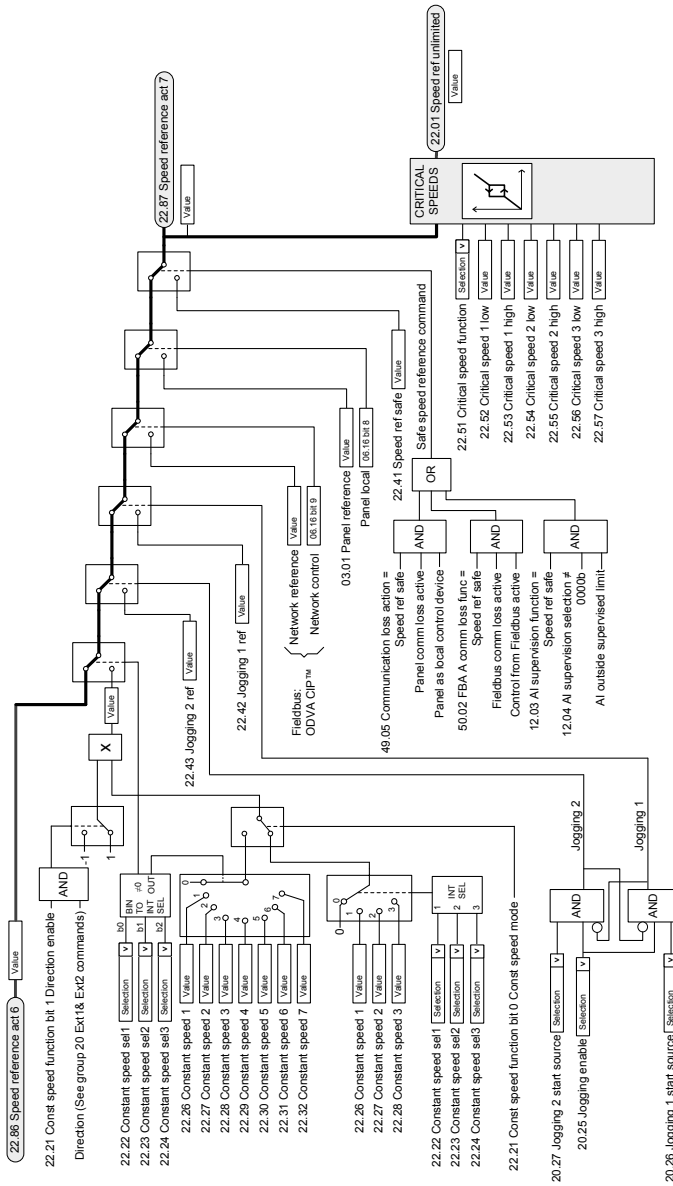 22.86 Speed reference act 6
Value
22.21 Const speed function bit 1 Direction enable
Direction (See group 20 Ext1& Ext2 commands)
AND
-1
1
X
Value
22.22 Constant speed sel1
Selection
v
22.23 Constant speed sel2
Selection
v
22.24 Constant speed sel3
Selection
v
b0
b1
b2
BIN
TO
INT
SEL
≠0
OUT
22.26 Constant speed 1
Value
22.27 Constant speed 2
Value
22.28 Constant speed 3
Value
22.29 Constant speed 4
Value
22.30 Constant speed 5
Value
22.31 Constant speed 6
Value
22.32 Constant speed 7
Value
0
1
2
3
4
5
6
7
22.26 Constant speed 1
Value
22.27 Constant speed 2
Value
22.28 Constant speed 3
Value
0
0
1
2
3
22.22 Constant speed sel1
Selection
v
22.23 Constant speed sel2
Selection
v
22.24 Constant speed sel3
Selection
v
1
2
3
INT
SEL
22.21 Const speed function bit 0 Const speed mode
20.27 Jogging 2 start source
Selection
v
20.25 Jogging enable
Selection
v
20.26 Jogging 1 start source
Selection
v
AND
AND
Jogging 2
Jogging 1
22.43 Jogging 2 ref
Value
22.42 Jogging 1 ref
Value
Fieldbus:
ODVA CIP™
Network reference
Value
Network control
06.16 bit 9
03.01 Panel reference
Value
Panel local
06.16 bit 8
22.41 Speed ref safe
Value
49.05 Communication loss action =
Speed ref safe
Panel comm loss active
Panel as local control device
AND
50.02 FBA A comm loss func =
Speed ref safe
Fieldbus comm loss active
Control from Fieldbus active
AND
12.03 AI supervision function =
Speed ref safe
12.04 AI supervision selection ≠
0000b
AI outside supervised limit
AND
OR
Safe speed reference command
22.87 Speed reference act 7
Value
CRITICAL
SPEEDS
22.51 Critical speed function
Selection
v
22.52 Critical speed 1 low
Value
22.53 Critical speed 1 high
Value
22.54 Critical speed 2 low
Value
22.55 Critical speed 2 high
Value
22.56 Critical speed 3 low
Value
22.57 Critical speed 3 high
Value
22.01 Speed ref unlimited
Value